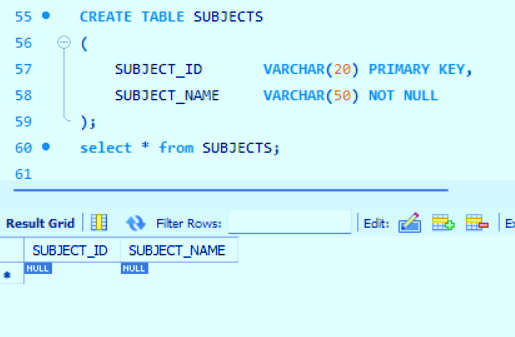 55 CREATE TABLE SUBJECTS
56 (
57 SUBJECT_ID VARCHAR(20) PRIMARY KEY,
58 SUBJECT_NAME VARCHAR(50) NOT NULL
59 );
60 select * from SUBJECTS;
61
Result Grid Filter Rows: Edit: Ex
SUBJECT_ID SUBJECT_NAME
* NULL NULL